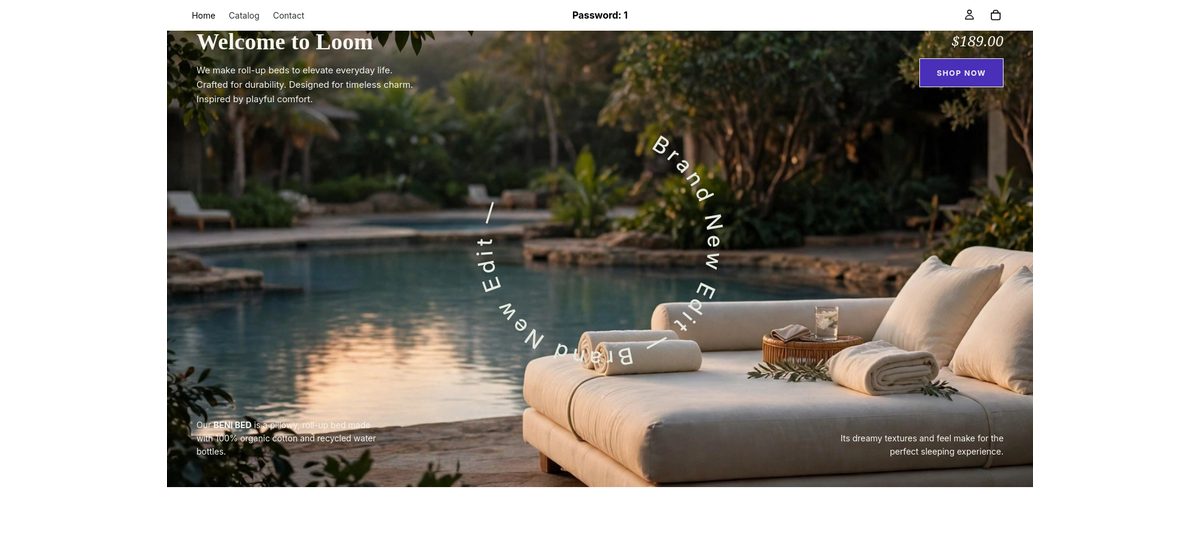 Home Catalog Contact
Password: 1
Welcome to Loom
We make roll-up beds to elevate everyday life.
Crafted for durability. Designed for timeless charm.
Inspired by playful comfort.
$189.00
SHOP NOW
Brand New Edit — Brand New Edit —
Our BENI BED is a pillowy, roll-up bed made
with 100% organic cotton and recycled water
bottles.
Its dreamy textures and feel make for the
perfect sleeping experience.